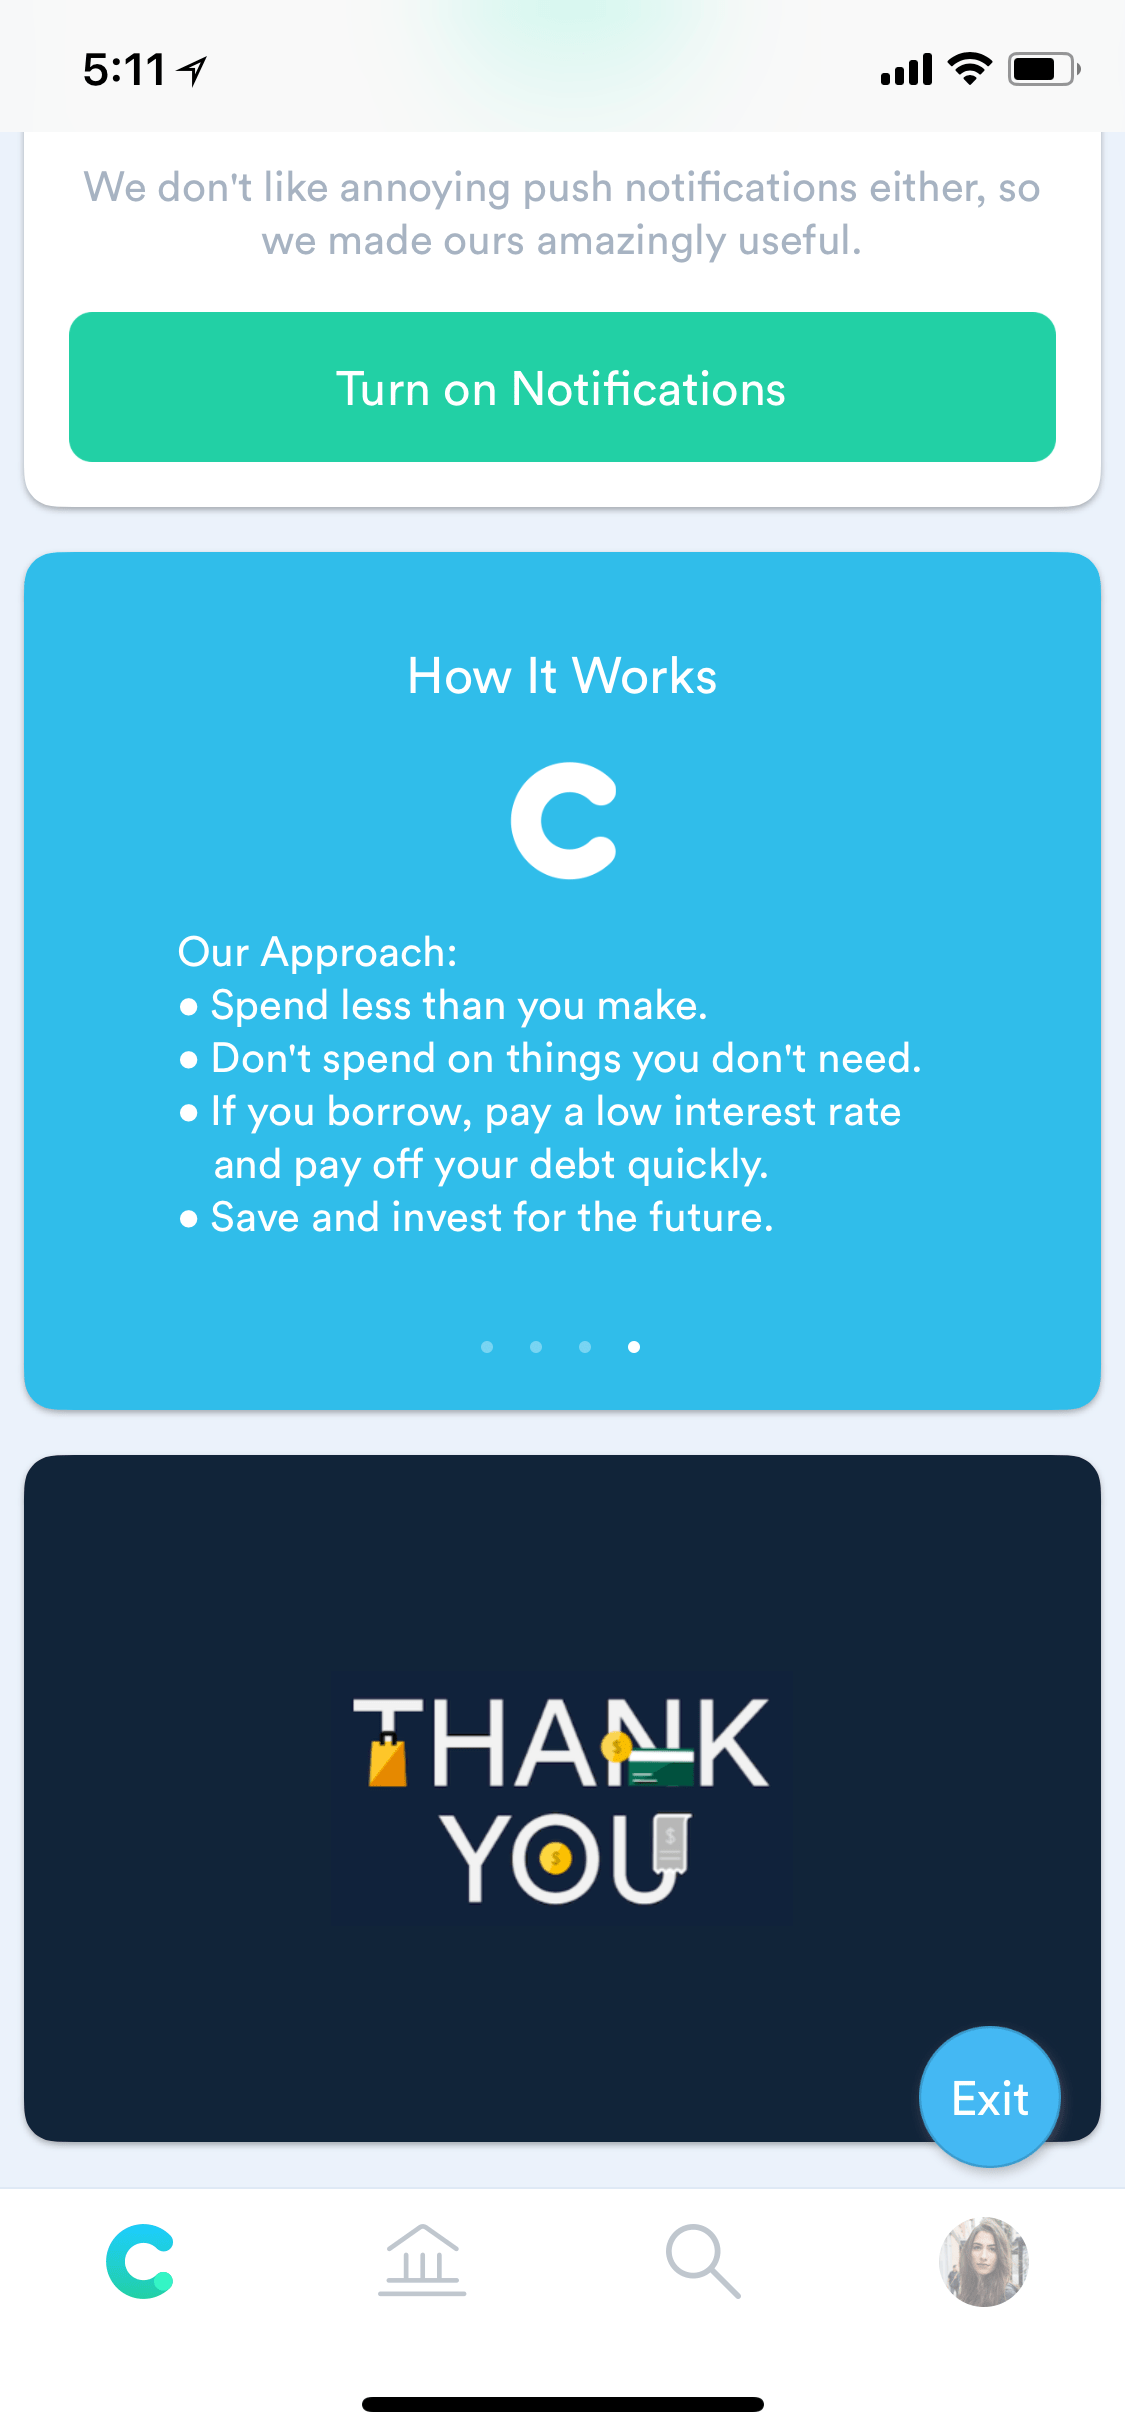 5:11
We don't like annoying push notifications either, so
we made ours amazingly useful.
Turn on Notifications
How It Works
C
Our Approach:
• Spend less than you make.
• Don't spend on things you don't need.
• If you borrow, pay a low interest rate
and pay off your debt quickly.
• Save and invest for the future.
THANK
YOU
Exit